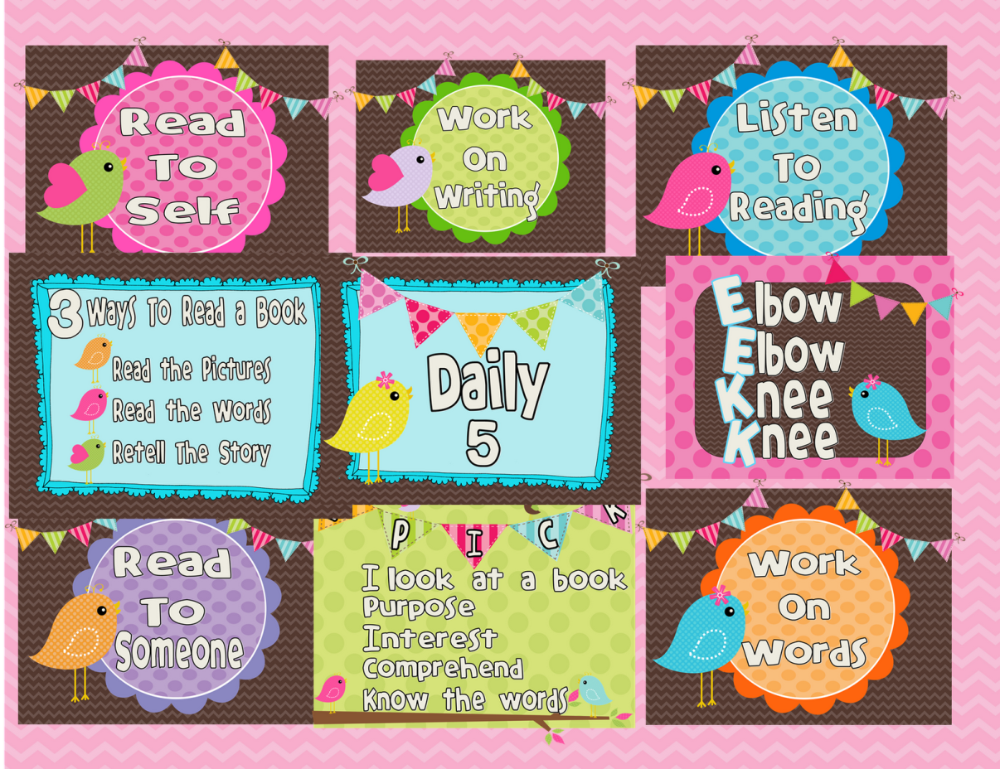 Read
To
Self
Work
On
Writing
Listen
To
Reading
3 Ways To Read a Book
Read the Pictures
Read the Words
Retell The Story
Daily
5
Elbow
Elbow
Knee
Knee
Read
To
Someone
P I C K
I look at a book
Purpose
Interest
Comprehend
Know the words
Work
On
Words